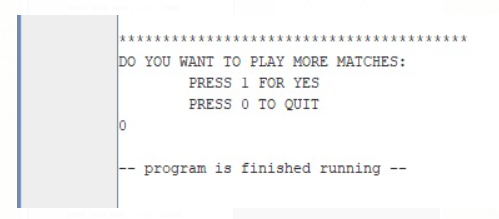 ****************************************
DO YOU WANT TO PLAY MORE MATCHES:
PRESS 1 FOR YES
PRESS 0 TO QUIT
0
-- program is finished running --